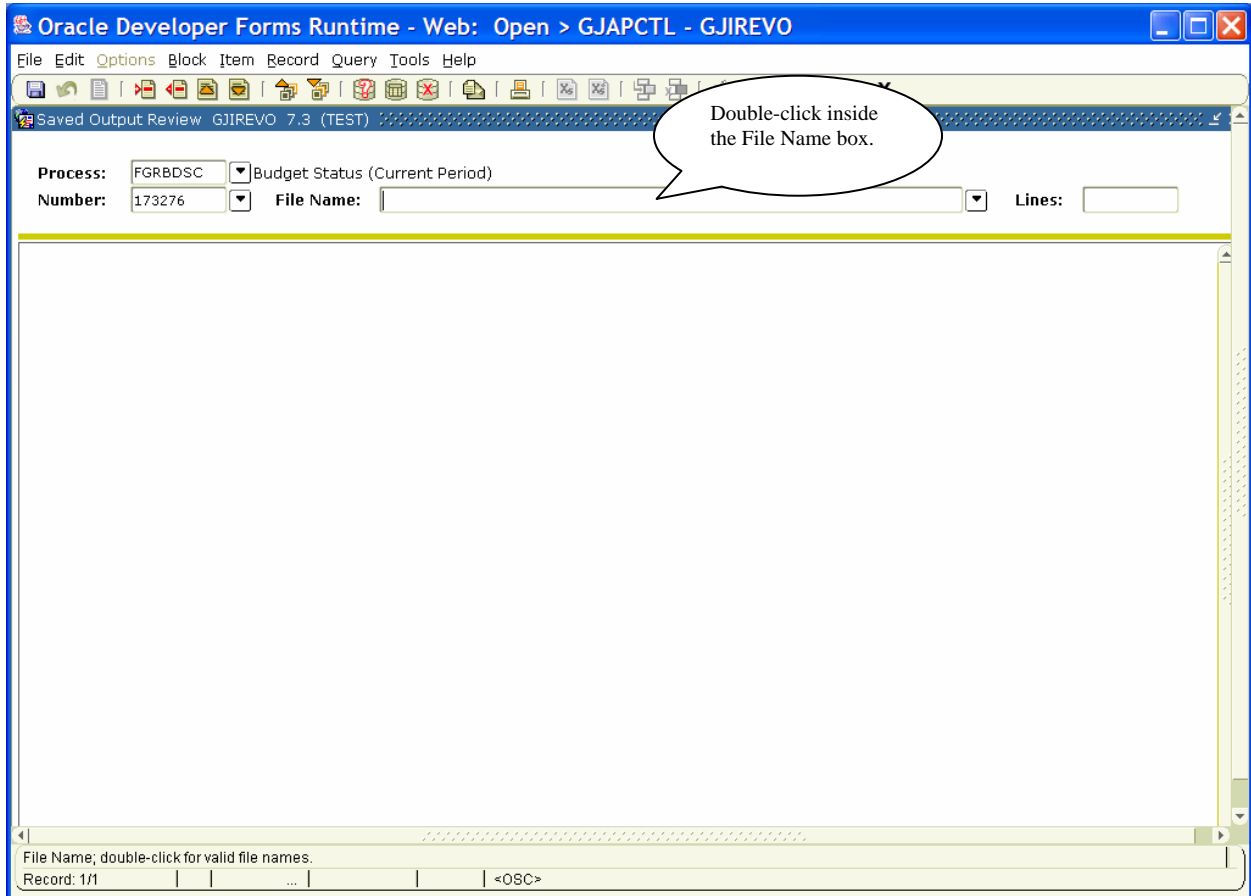 Oracle Developer Forms Runtime - Web: Open > GJAPCTL - GJIREVO
File Edit Options Block Item Record Query Tools Help
Saved Output Review GJIREVO 7.3 (TEST)
Double-click inside
the File Name box.
Process: FGRBDSC Budget Status (Current Period)
Number: 173276 File Name: Lines:
File Name; double-click for valid file names.
Record: 1/1 ... <OSC>